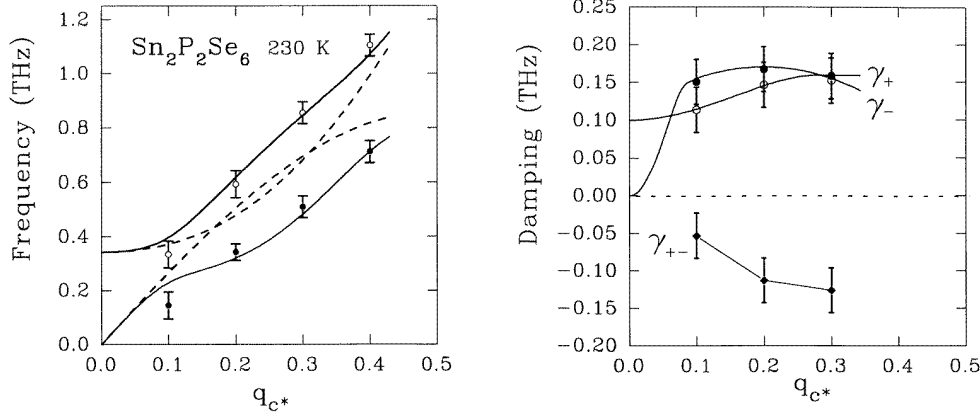 Frequency (THz)
1.2
1.0
0.8
0.6
0.4
0.2
0.0
Sn₂P₂Se₆ 230 K
0.0 0.1 0.2 0.3 0.4 0.5
q_c*
Damping (THz)
0.25
0.20
0.15
0.10
0.05
0.00
−0.05
−0.10
−0.15
−0.20
γ₊
γ₋
γ₊₋
0.0 0.1 0.2 0.3 0.4 0.5
q_c*